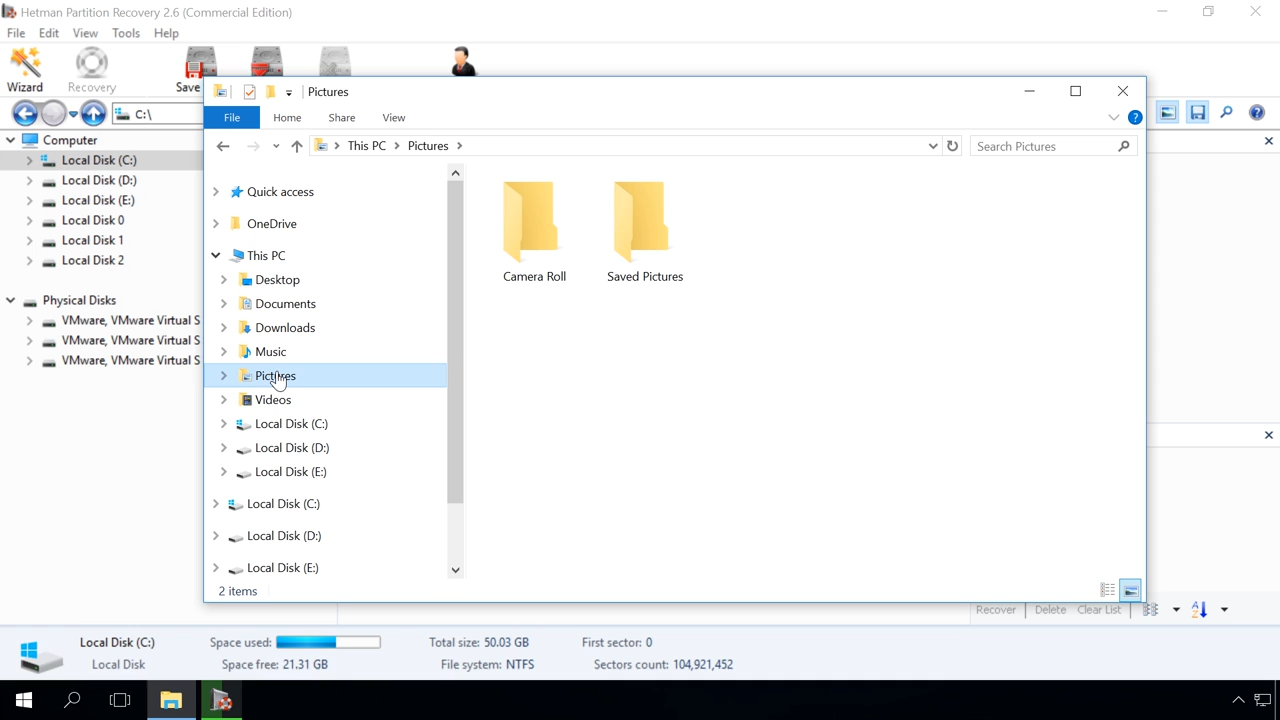 Hetman Partition Recovery 2.6 (Commercial Edition)
File Edit View Tools Help
Wizard Recovery Save
C:\
Computer
Local Disk (C:)
Local Disk (D:)
Local Disk (E:)
Local Disk 0
Local Disk 1
Local Disk 2
Physical Disks
VMware, VMware Virtual S
VMware, VMware Virtual S
VMware, VMware Virtual S
Pictures
File Home Share View
This PC Pictures
Search Pictures
Quick access
OneDrive
This PC
Desktop
Documents
Downloads
Music
Pictures
Videos
Local Disk (C:)
Local Disk (D:)
Local Disk (E:)
Local Disk (C:)
Local Disk (D:)
Local Disk (E:)
Camera Roll Saved Pictures
2 items
Recover Delete Clear List
Local Disk (C:) Space used: Total size: 50.03 GB First sector: 0
Local Disk Space free: 21.31 GB File system: NTFS Sectors count: 104,921,452